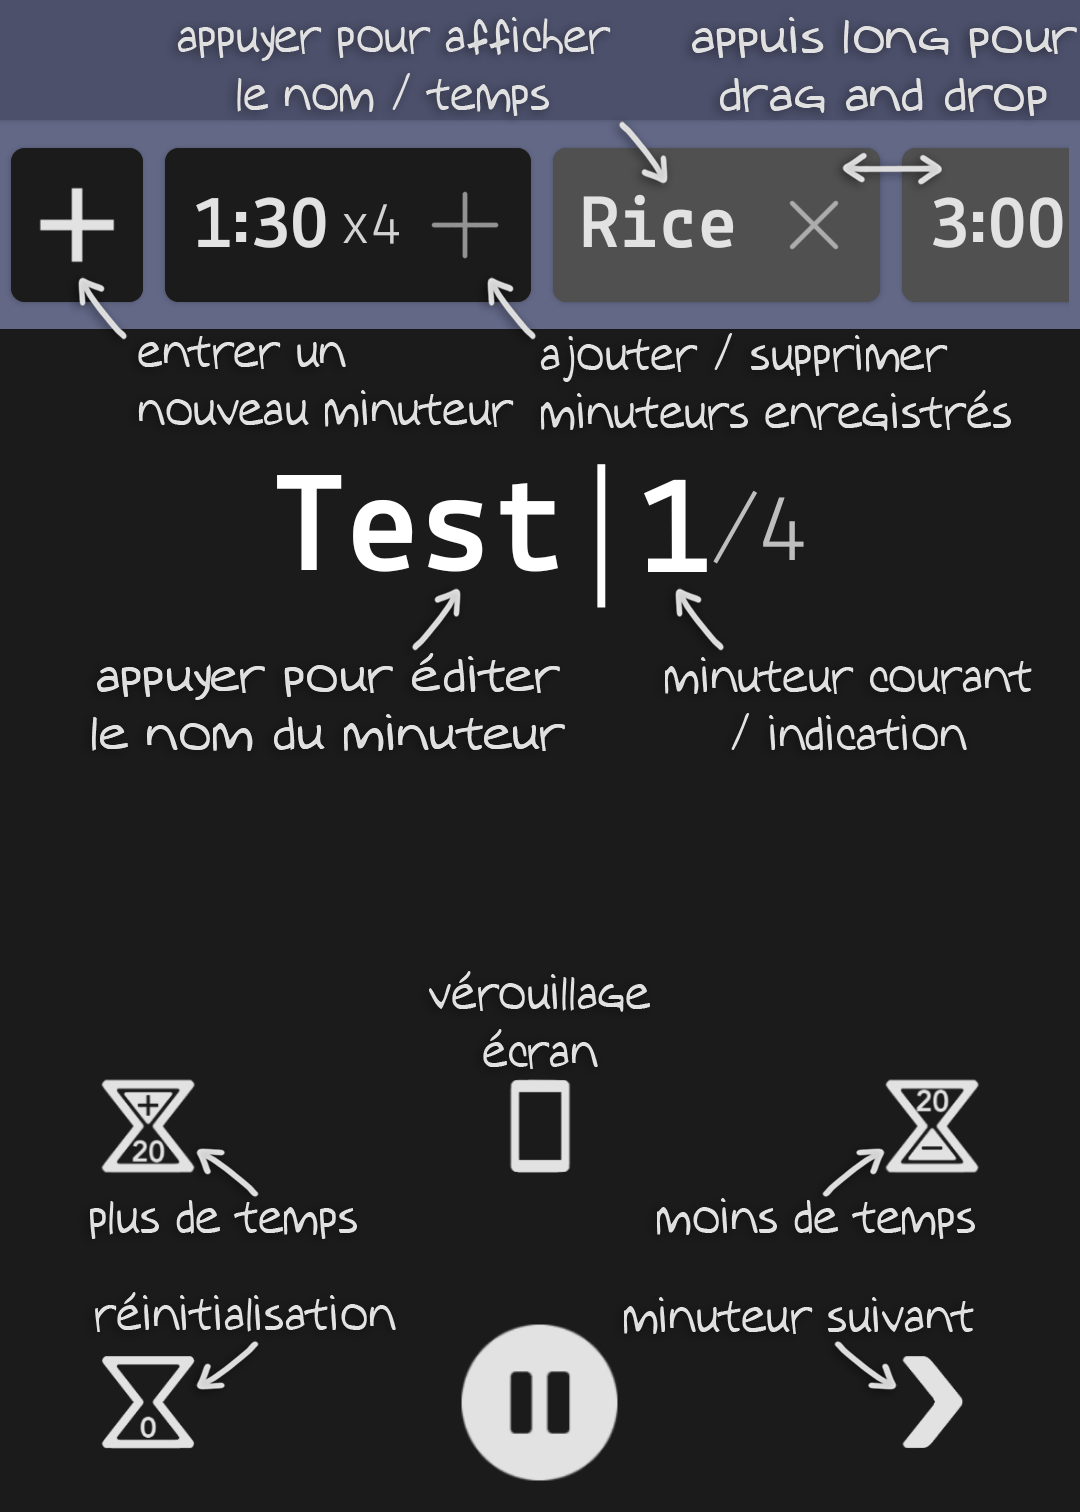 appuyer pour afficher
le nom / temps
appuis long pour
drag and drop
1:30 x4
Rice
3:00
entrer un
nouveau minuteur
ajouter / supprimer
minuteurs enregistrés
Test|1/4
appuyer pour éditer
le nom du minuteur
minuteur courant
/ indication
vérouillage
écran
+
20
20
−
plus de temps
moins de temps
réinitialisation
minuteur suivant
0